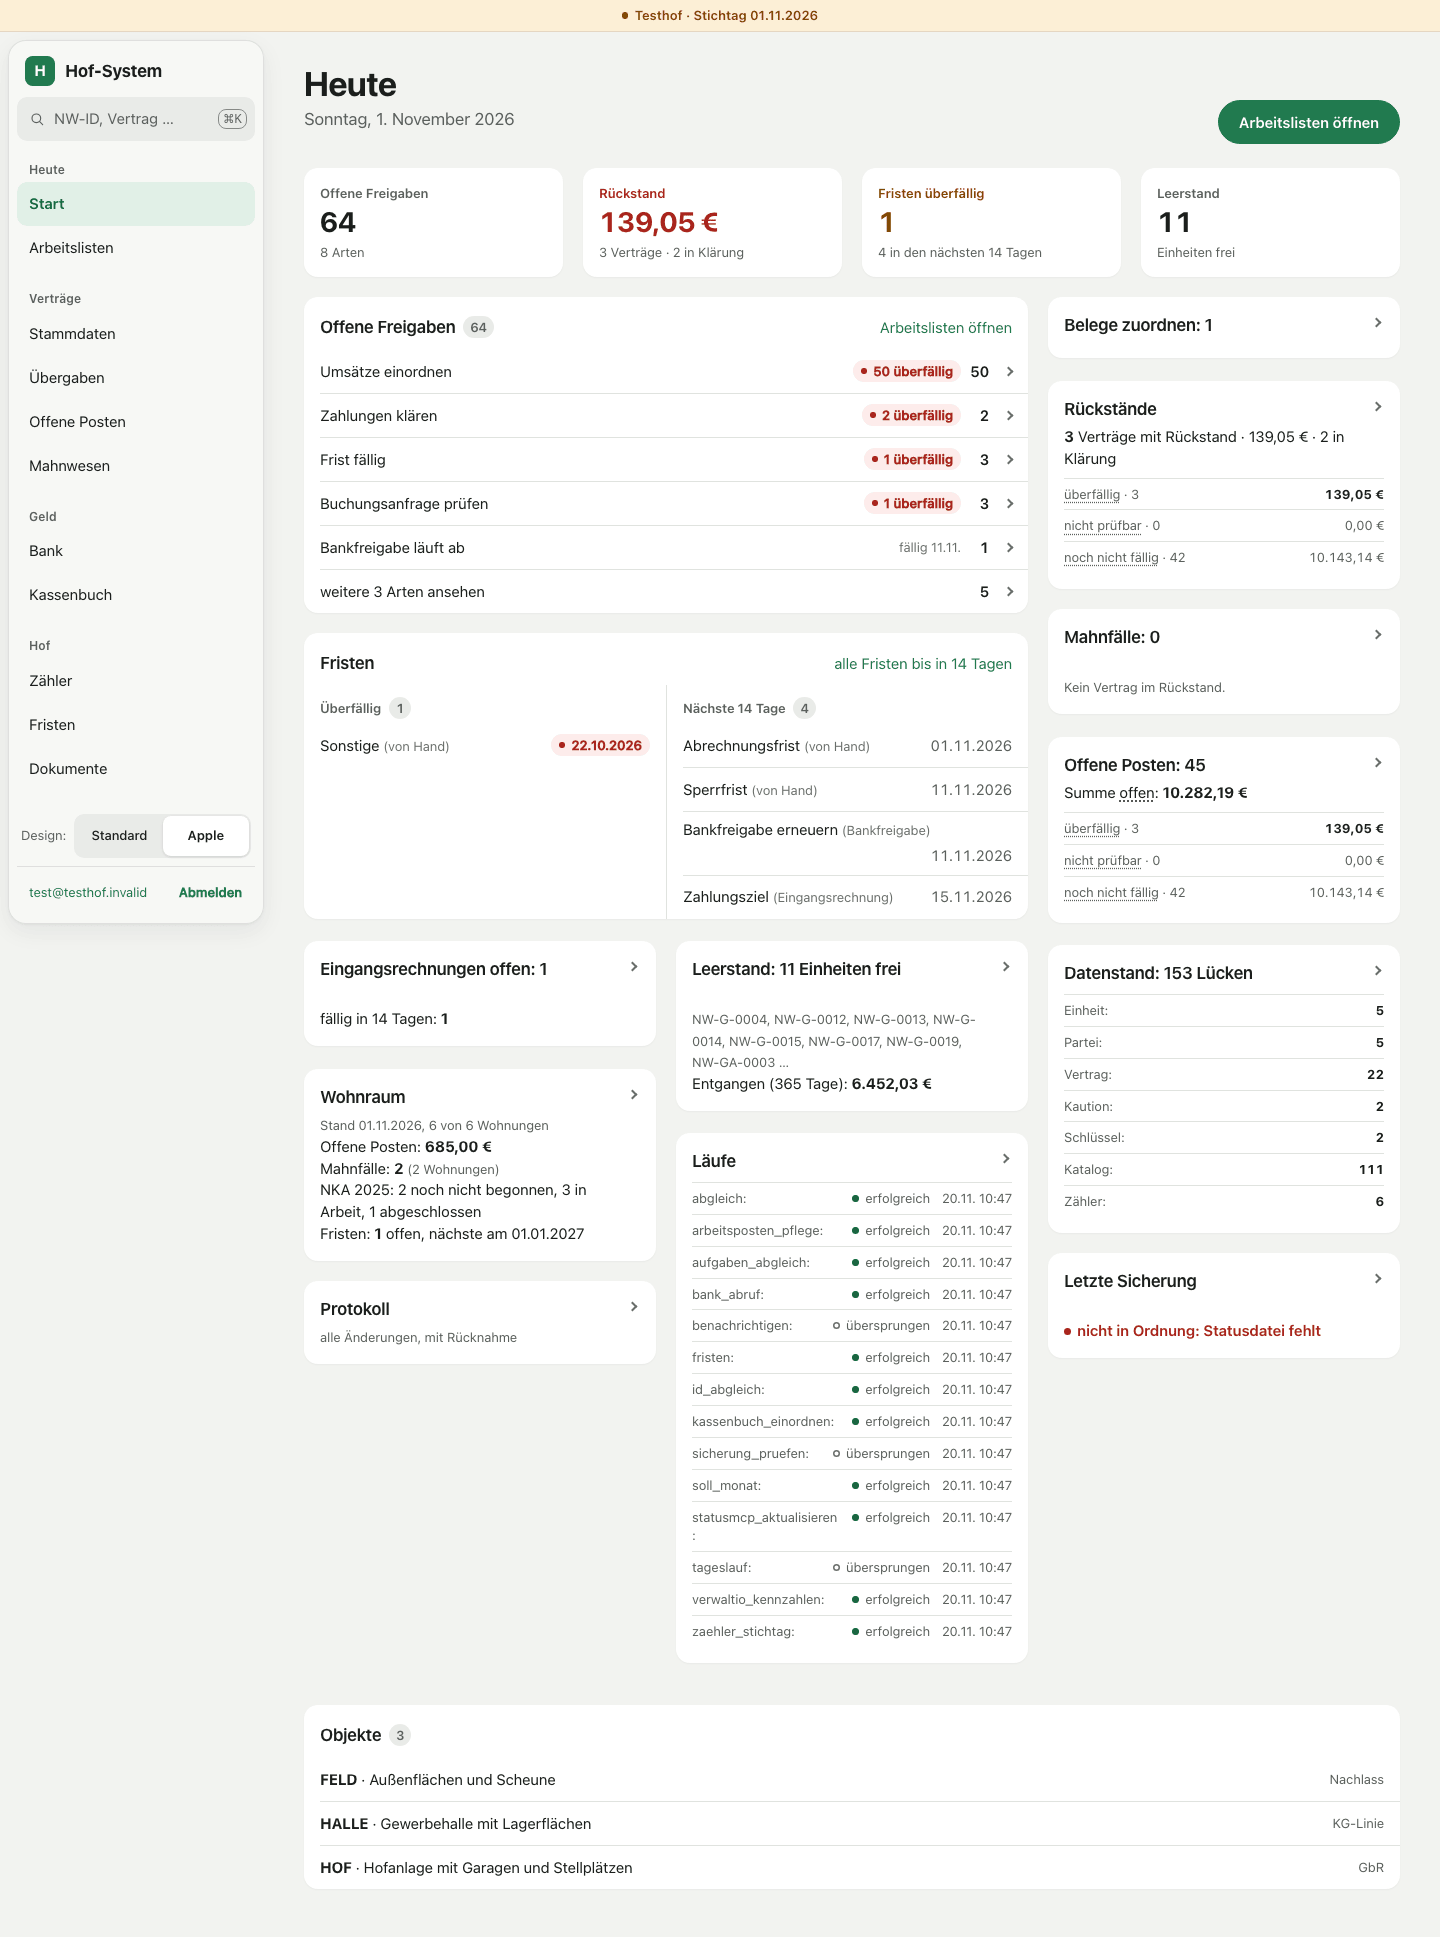 Testhof · Stichtag 01.11.2026
H Hof-System
NW-ID, Vertrag ... ⌘K
Heute
Start
Arbeitslisten
Verträge
Stammdaten
Übergaben
Offene Posten
Mahnwesen
Geld
Bank
Kassenbuch
Hof
Zähler
Fristen
Dokumente
Design: Standard Apple
test@testhof.invalid Abmelden
Heute
Sonntag, 1. November 2026
Arbeitslisten öffnen
Offene Freigaben
64
8 Arten
Rückstand
139,05 €
3 Verträge · 2 in Klärung
Fristen überfällig
1
4 in den nächsten 14 Tagen
Leerstand
11
Einheiten frei
Offene Freigaben 64 Arbeitslisten öffnen
Umsätze einordnen 50 überfällig 50
Zahlungen klären 2 überfällig 2
Frist fällig 1 überfällig 3
Buchungsanfrage prüfen 1 überfällig 3
Bankfreigabe läuft ab fällig 11.11. 1
weitere 3 Arten ansehen 5
Fristen alle Fristen bis in 14 Tagen
Überfällig 1
Sonstige (von Hand) 22.10.2026
Nächste 14 Tage 4
Abrechnungsfrist (von Hand) 01.11.2026
Sperrfrist (von Hand) 11.11.2026
Bankfreigabe erneuern (Bankfreigabe)
11.11.2026
Zahlungsziel (Eingangsrechnung) 15.11.2026
Eingangsrechnungen offen: 1
fällig in 14 Tagen: 1
Wohnraum
Stand 01.11.2026, 6 von 6 Wohnungen
Offene Posten: 685,00 €
Mahnfälle: 2 (2 Wohnungen)
NKA 2025: 2 noch nicht begonnen, 3 in
Arbeit, 1 abgeschlossen
Fristen: 1 offen, nächste am 01.01.2027
Protokoll
alle Änderungen, mit Rücknahme
Leerstand: 11 Einheiten frei
NW-G-0004, NW-G-0012, NW-G-0013, NW-G-
0014, NW-G-0015, NW-G-0017, NW-G-0019,
NW-GA-0003 ...
Entgangen (365 Tage): 6.452,03 €
Läufe
abgleich: erfolgreich 20.11. 10:47
arbeitsposten_pflege: erfolgreich 20.11. 10:47
aufgaben_abgleich: erfolgreich 20.11. 10:47
bank_abruf: erfolgreich 20.11. 10:47
benachrichtigen: übersprungen 20.11. 10:47
fristen: erfolgreich 20.11. 10:47
id_abgleich: erfolgreich 20.11. 10:47
kassenbuch_einordnen: erfolgreich 20.11. 10:47
sicherung_pruefen: übersprungen 20.11. 10:47
soll_monat: erfolgreich 20.11. 10:47
statusmcp_aktualisieren erfolgreich 20.11. 10:47
:
tageslauf: übersprungen 20.11. 10:47
verwaltio_kennzahlen: erfolgreich 20.11. 10:47
zaehler_stichtag: erfolgreich 20.11. 10:47
Belege zuordnen: 1
Rückstände
3 Verträge mit Rückstand · 139,05 € · 2 in
Klärung
überfällig · 3 139,05 €
nicht prüfbar · 0 0,00 €
noch nicht fällig · 42 10.143,14 €
Mahnfälle: 0
Kein Vertrag im Rückstand.
Offene Posten: 45
Summe offen: 10.282,19 €
überfällig · 3 139,05 €
nicht prüfbar · 0 0,00 €
noch nicht fällig · 42 10.143,14 €
Datenstand: 153 Lücken
Einheit: 5
Partei: 5
Vertrag: 22
Kaution: 2
Schlüssel: 2
Katalog: 111
Zähler: 6
Letzte Sicherung
nicht in Ordnung: Statusdatei fehlt
Objekte 3
FELD · Außenflächen und Scheune Nachlass
HALLE · Gewerbehalle mit Lagerflächen KG-Linie
HOF · Hofanlage mit Garagen und Stellplätzen GbR